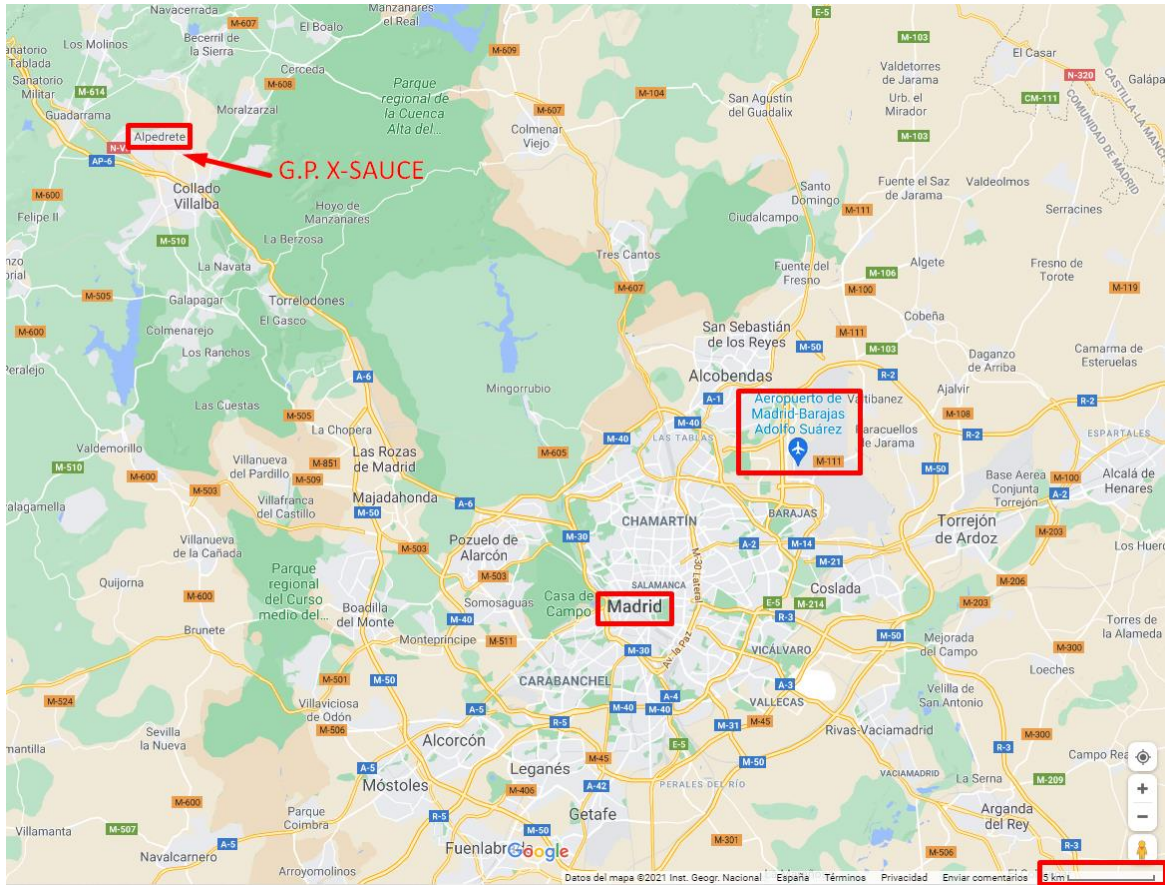 Navacerrada
Manzanares
el Real
E-5
M-607
El Boalo
Becerril de
la Sierra
Los Molinos
Sanatorio
Militar
M-614
Cerceda
M-608
M-609
M-103
Valdetorres
de Jarama
El Casar
N-320
CM-111
CASTILLA-LA MANCHA
COMUNIDAD DE MADRID
Guadarrama
Moralzarzal
Parque
regional de
la Cuenca
Alta del...
M-104
San Agustín
del Guadalix
Urb. el
Mirador
M-607
Colmenar
Viejo
M-103
Alpedrete
AP-6
G.P. X-SAUCE
Collado
Villalba
M-600
Felipe II
Hoyo de
Manzanares
Santo
Domingo
Ciudalcampo
M-111
Fuente el Saz
de Jarama
Valdeolmos
Serracines
M-510
La Berzosa
La Navata
Tres Cantos
M-607
Fuente del
Fresno
M-106
M-100
Algete
Fresno de
Torote
M-119
M-505
Galapagar
Torrelodones
El Gasco
M-600
Colmenarejo
Los Ranchos
Peralejo
San Sebastián
de los Reyes
M-50
M-111
M-103
Cobeña
Daganzo
de Arriba
Camarma de
Esteruelas
A-6
Mingorrubio
Alcobendas
A-1
R-2
Ajalvir
R-2
Las Cuestas
M-505
La Chopera
Aeropuerto de
Madrid-Barajas
Adolfo Suárez
M-111
M-108
R-2
ESPARTALES
M-40
LAS TABLAS
M-40
M-605
Valdemorillo
M-510
M-600
Villanueva
del Pardillo
M-851
M-509
Las Rozas
de Madrid
M-503
Villafranca
del Castillo
Majadahonda
M-50
A-6
M-50
Base Aerea
Conjunta
Torrejón
M-100
A-2
Alcalá de
Henares
CHAMARTÍN
BARAJAS
Torrejón
de Ardoz
M-203
Villanueva
de la Cañada
M-503
Pozuelo de
Alarcón
M-30
A-2
M-14
M-21
M-30 Lateral
Quijorna
M-600
Parque
regional
del Curso
medio del...
Boadilla
del Monte
M-503
Somosaguas
Casa de
Campo
SALAMANCA
Madrid
Coslada
E-5
M-214
R-3
M-206
M-203
M-40
Brunete
Montepríncipe
M-511
M-30
Av. la Paz
VICÁLVARO
M-50
Mejorada
del Campo
Torres de
la Alameda
M-300
Loeches
M-501
M-50
CARABANCHEL
A-3
VALLECAS
Velilla de
San Antonio
M-524
Villaviciosa
de Odón
M-506
A-5
R-5
M-40
A-4
M-40
M-31
M-45
Rivas-Vaciamadrid
Sevilla
la Nueva
Alcorcón
E-5
M-50
R-3
M-300
A-5
Móstoles
Leganés
M-45
M-406
A-42
PERALES DEL RÍO
VACIAMADRID
La Serna
M-209
M-600
Parque
Coimbra
R-5
Getafe
Arganda
del Rey
Villamanta
M-507
Navalcarnero
A-5
M-50
M-301
M-506
R-3
Arroyomolinos
Google
Datos del mapa ©2021 Inst. Geogr. Nacional España Términos Privacidad Enviar comentarios 5 km